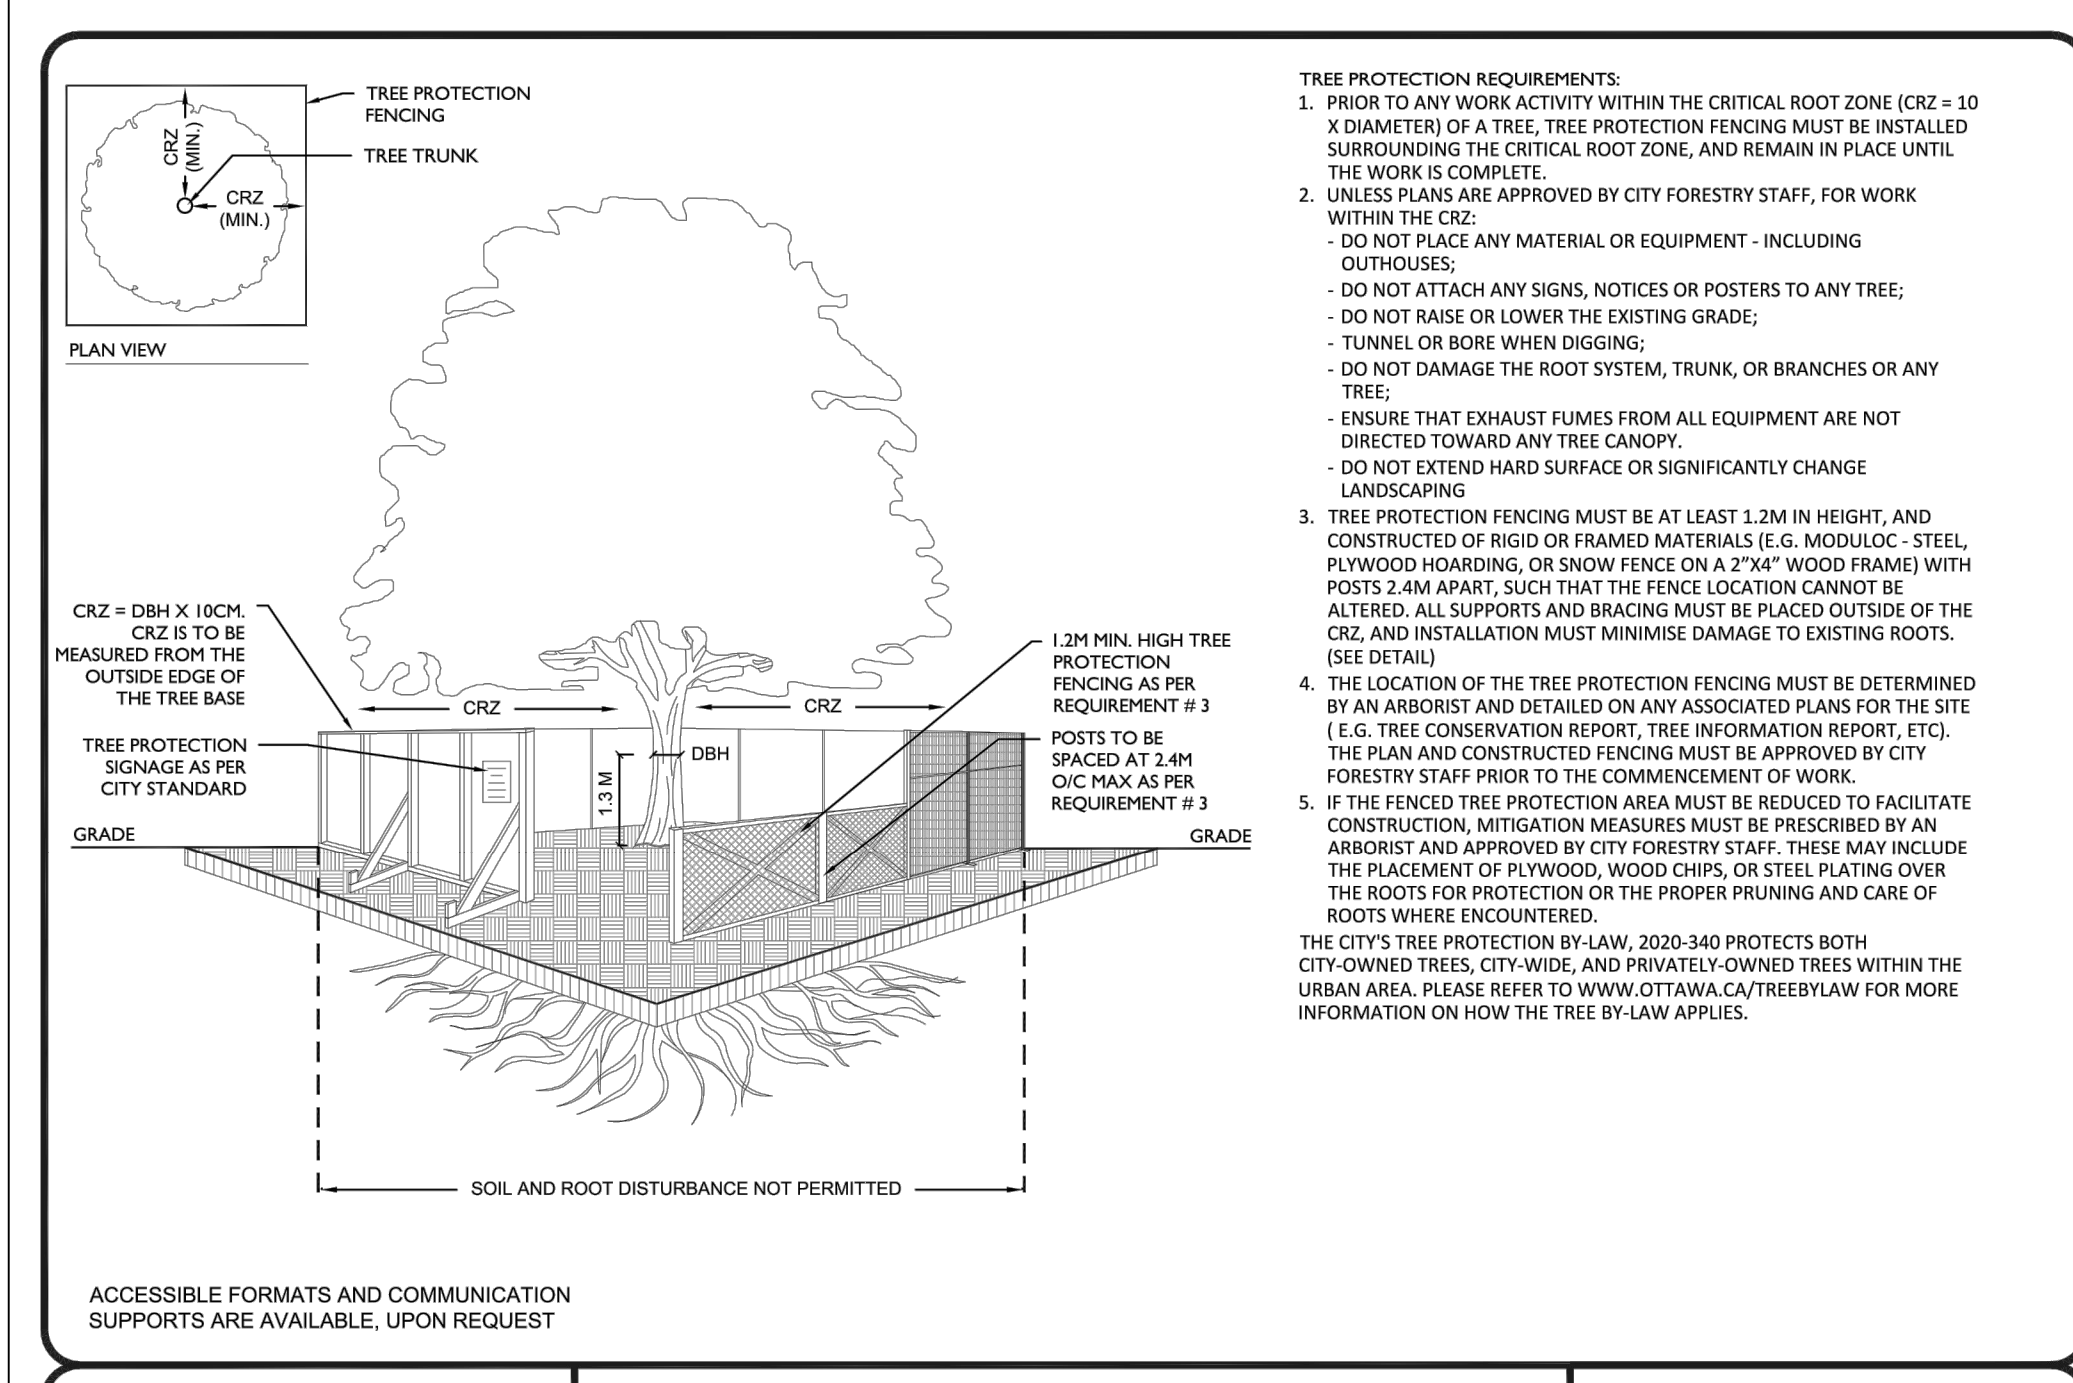 TREE PROTECTION
FENCING
TREE TRUNK
CRZ
(MIN.)
CRZ
(MIN.)
PLAN VIEW
CRZ = DBH X 10CM.
CRZ IS TO BE
MEASURED FROM THE
OUTSIDE EDGE OF
THE TREE BASE
TREE PROTECTION
SIGNAGE AS PER
CITY STANDARD
GRADE
CRZ
CRZ
DBH
1.3 M
1.2M MIN. HIGH TREE
PROTECTION
FENCING AS PER
REQUIREMENT # 3
POSTS TO BE
SPACED AT 2.4M
O/C MAX AS PER
REQUIREMENT # 3
GRADE
SOIL AND ROOT DISTURBANCE NOT PERMITTED
ACCESSIBLE FORMATS AND COMMUNICATION
SUPPORTS ARE AVAILABLE, UPON REQUEST
TREE PROTECTION REQUIREMENTS:
1. PRIOR TO ANY WORK ACTIVITY WITHIN THE CRITICAL ROOT ZONE (CRZ = 10
X DIAMETER) OF A TREE, TREE PROTECTION FENCING MUST BE INSTALLED
SURROUNDING THE CRITICAL ROOT ZONE, AND REMAIN IN PLACE UNTIL
THE WORK IS COMPLETE.
2. UNLESS PLANS ARE APPROVED BY CITY FORESTRY STAFF, FOR WORK
WITHIN THE CRZ:
- DO NOT PLACE ANY MATERIAL OR EQUIPMENT - INCLUDING
OUTHOUSES;
- DO NOT ATTACH ANY SIGNS, NOTICES OR POSTERS TO ANY TREE;
- DO NOT RAISE OR LOWER THE EXISTING GRADE;
- TUNNEL OR BORE WHEN DIGGING;
- DO NOT DAMAGE THE ROOT SYSTEM, TRUNK, OR BRANCHES OR ANY
TREE;
- ENSURE THAT EXHAUST FUMES FROM ALL EQUIPMENT ARE NOT
DIRECTED TOWARD ANY TREE CANOPY.
- DO NOT EXTEND HARD SURFACE OR SIGNIFICANTLY CHANGE
LANDSCAPING
3. TREE PROTECTION FENCING MUST BE AT LEAST 1.2M IN HEIGHT, AND
CONSTRUCTED OF RIGID OR FRAMED MATERIALS (E.G. MODULOC - STEEL,
PLYWOOD HOARDING, OR SNOW FENCE ON A 2”X4” WOOD FRAME) WITH
POSTS 2.4M APART, SUCH THAT THE FENCE LOCATION CANNOT BE
ALTERED. ALL SUPPORTS AND BRACING MUST BE PLACED OUTSIDE OF THE
CRZ, AND INSTALLATION MUST MINIMISE DAMAGE TO EXISTING ROOTS.
(SEE DETAIL)
4. THE LOCATION OF THE TREE PROTECTION FENCING MUST BE DETERMINED
BY AN ARBORIST AND DETAILED ON ANY ASSOCIATED PLANS FOR THE SITE
( E.G. TREE CONSERVATION REPORT, TREE INFORMATION REPORT, ETC).
THE PLAN AND CONSTRUCTED FENCING MUST BE APPROVED BY CITY
FORESTRY STAFF PRIOR TO THE COMMENCEMENT OF WORK.
5. IF THE FENCED TREE PROTECTION AREA MUST BE REDUCED TO FACILITATE
CONSTRUCTION, MITIGATION MEASURES MUST BE PRESCRIBED BY AN
ARBORIST AND APPROVED BY CITY FORESTRY STAFF. THESE MAY INCLUDE
THE PLACEMENT OF PLYWOOD, WOOD CHIPS, OR STEEL PLATING OVER
THE ROOTS FOR PROTECTION OR THE PROPER PRUNING AND CARE OF
ROOTS WHERE ENCOUNTERED.
THE CITY'S TREE PROTECTION BY-LAW, 2020-340 PROTECTS BOTH
CITY-OWNED TREES, CITY-WIDE, AND PRIVATELY-OWNED TREES WITHIN THE
URBAN AREA. PLEASE REFER TO WWW.OTTAWA.CA/TREEBYLAW FOR MORE
INFORMATION ON HOW THE TREE BY-LAW APPLIES.